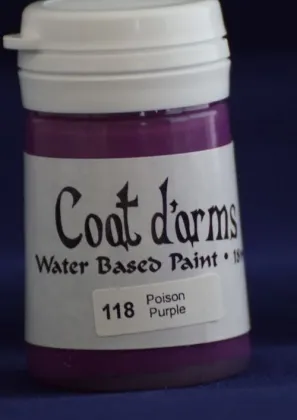 Coat d'arms
Water Based Paint •
118 Poison
Purple